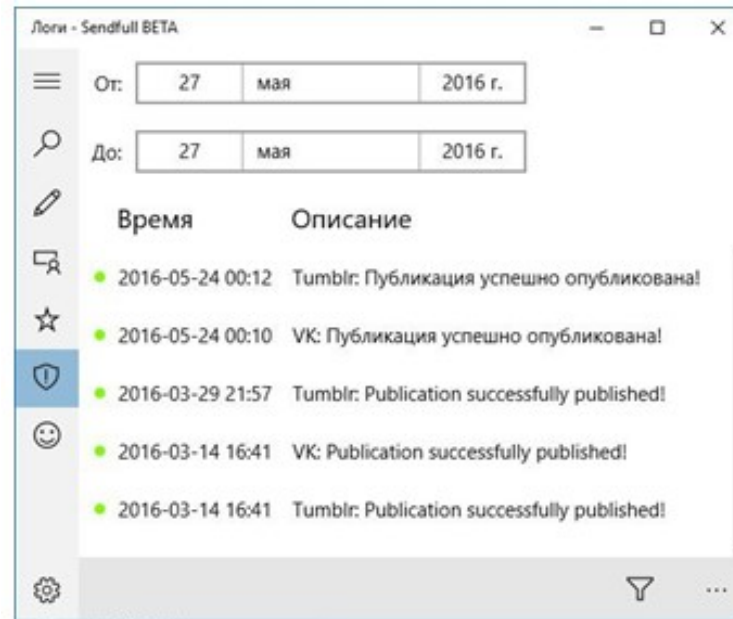 Логи - Sendfull BETA
От: 27 мая 2016 г.
До: 27 мая 2016 г.
Время Описание
2016-05-24 00:12 Tumblr: Публикация успешно опубликована!
2016-05-24 00:10 VK: Публикация успешно опубликована!
2016-03-29 21:57 Tumblr: Publication successfully published!
2016-03-14 16:41 VK: Publication successfully published!
2016-03-14 16:41 Tumblr: Publication successfully published!